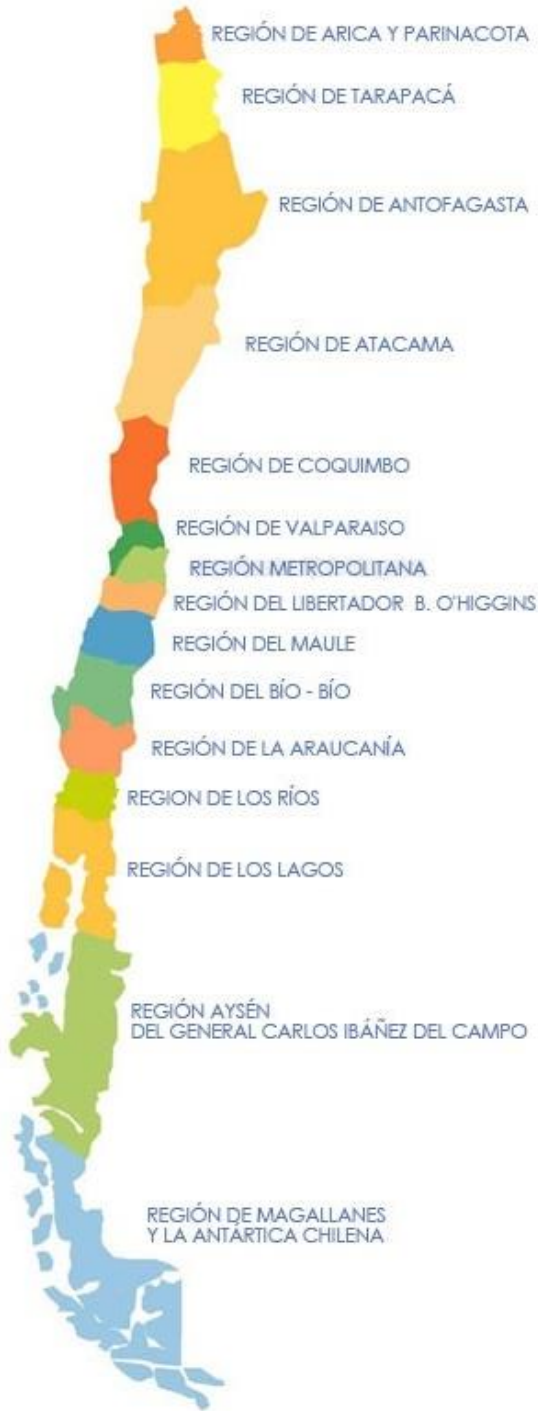 REGIÓN DE ARICA Y PARINACOTA
REGIÓN DE TARAPACÁ
REGIÓN DE ANTOFAGASTA
REGIÓN DE ATACAMA
REGIÓN DE COQUIMBO
REGIÓN DE VALPARAISO
REGIÓN METROPOLITANA
REGIÓN DEL LIBERTADOR B. O'HIGGINS
REGIÓN DEL MAULE
REGIÓN DEL BÍO - BÍO
REGIÓN DE LA ARAUCANÍA
REGION DE LOS RÍOS
REGIÓN DE LOS LAGOS
REGIÓN AYSÉN
DEL GENERAL CARLOS IBÁÑEZ DEL CAMPO
REGIÓN DE MAGALLANES
Y LA ANTÁRTICA CHILENA